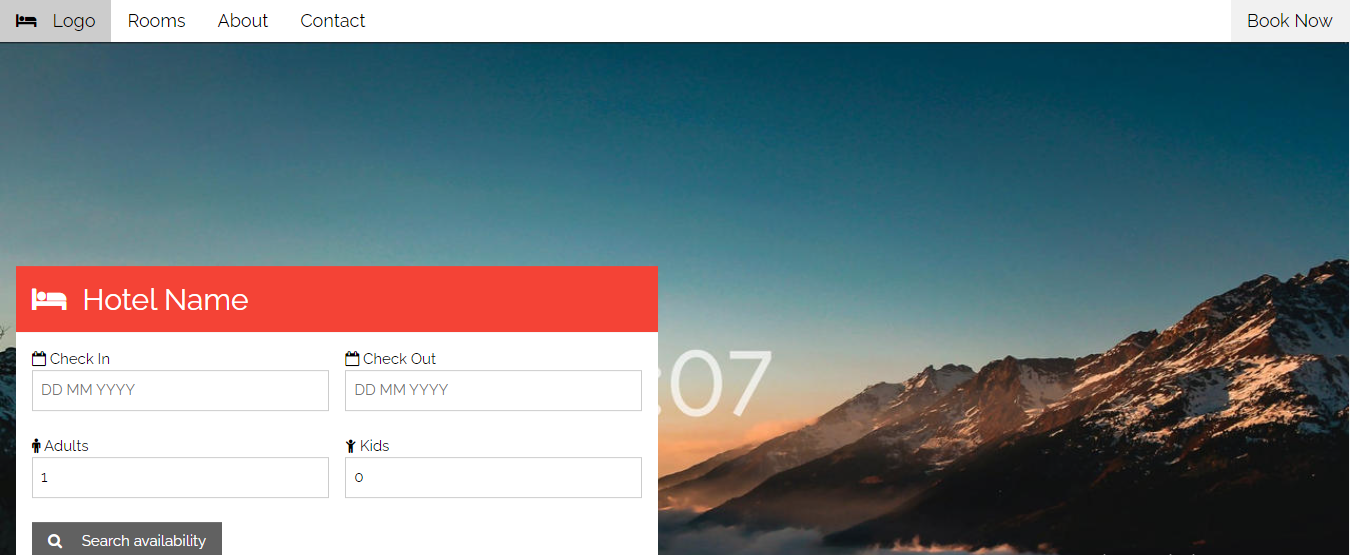 Logo Rooms About Contact Book Now
Hotel Name
Check In Check Out
DD MM YYYY DD MM YYYY
:07
Adults Kids
1 0
Search availability